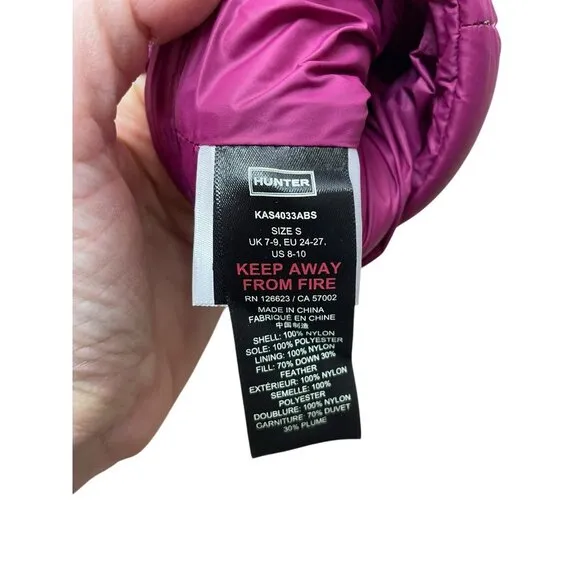 HUNTER
KAS4033ABS
SIZE S
UK 7-9, EU 24-27,
US 8-10
KEEP AWAY
FROM FIRE
RN 126623 / CA 57002
MADE IN CHINA
FABRIQUÉ EN CHINE
中国制造
SHELL: 100% NYLON
SOLE: 100% POLYESTER
LINING: 100% NYLON
FILL: 70% DOWN 30%
FEATHER
EXTÉRIEUR: 100% NYLON
SEMELLE: 100%
POLYESTER
DOUBLURE: 100% NYLON
GARNITURE: 70% DUVET
30% PLUME